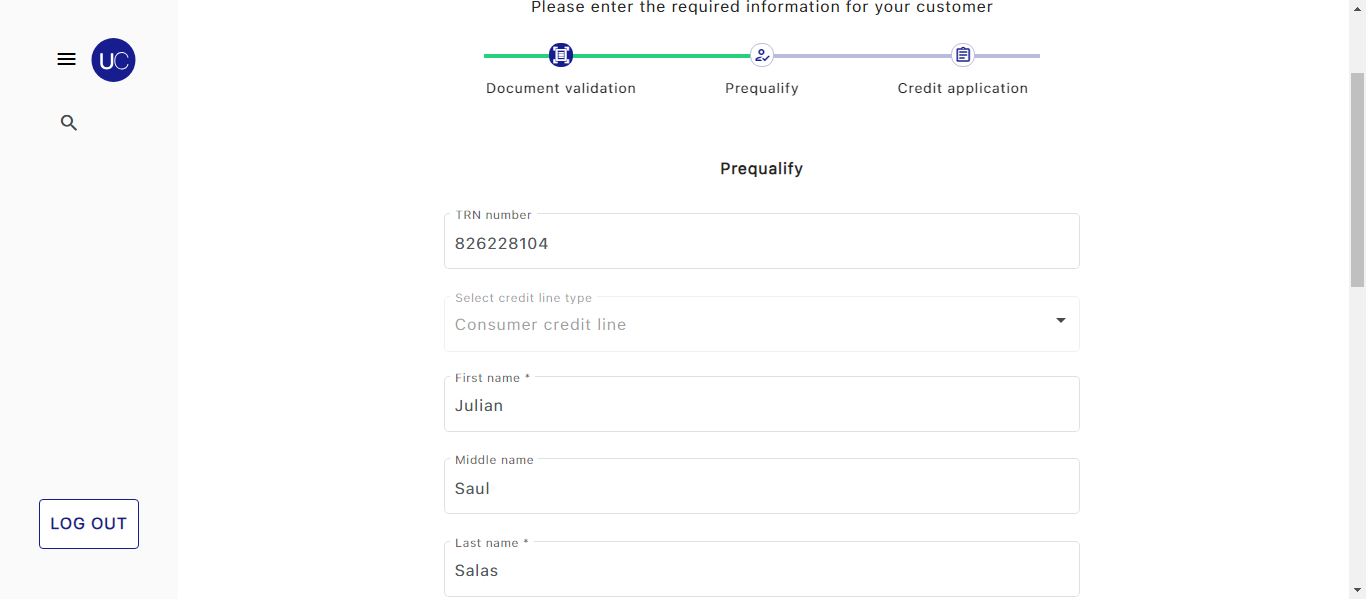 Please enter the required information for your customer
UC
Document validation
Prequalify
Credit application
Prequalify
TRN number
826228104
Select credit line type
Consumer credit line
First name *
Julian
Middle name
Saul
Last name *
Salas
LOG OUT